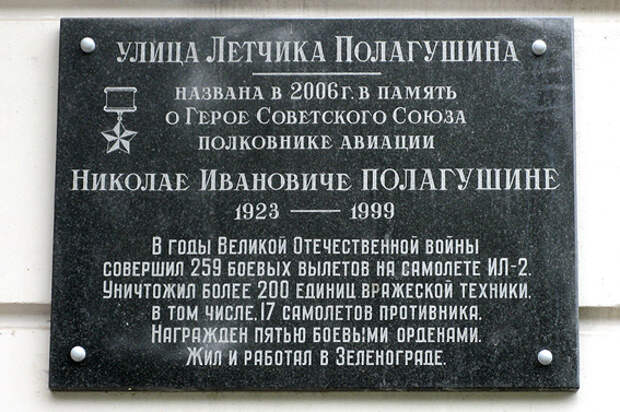 Улица Летчика Полагушина
названа в 2006 г. в память
о Герое Советского Союза
полковнике авиации
Николае Ивановиче ПОЛАГУШИНЕ
1923 — 1999
В годы Великой Отечественной войны
совершил 259 боевых вылетов на самолете ИЛ-2.
Уничтожил более 200 единиц вражеской техники,
в том числе, 17 самолетов противника.
Награжден пятью боевыми орденами.
Жил и работал в Зеленограде.